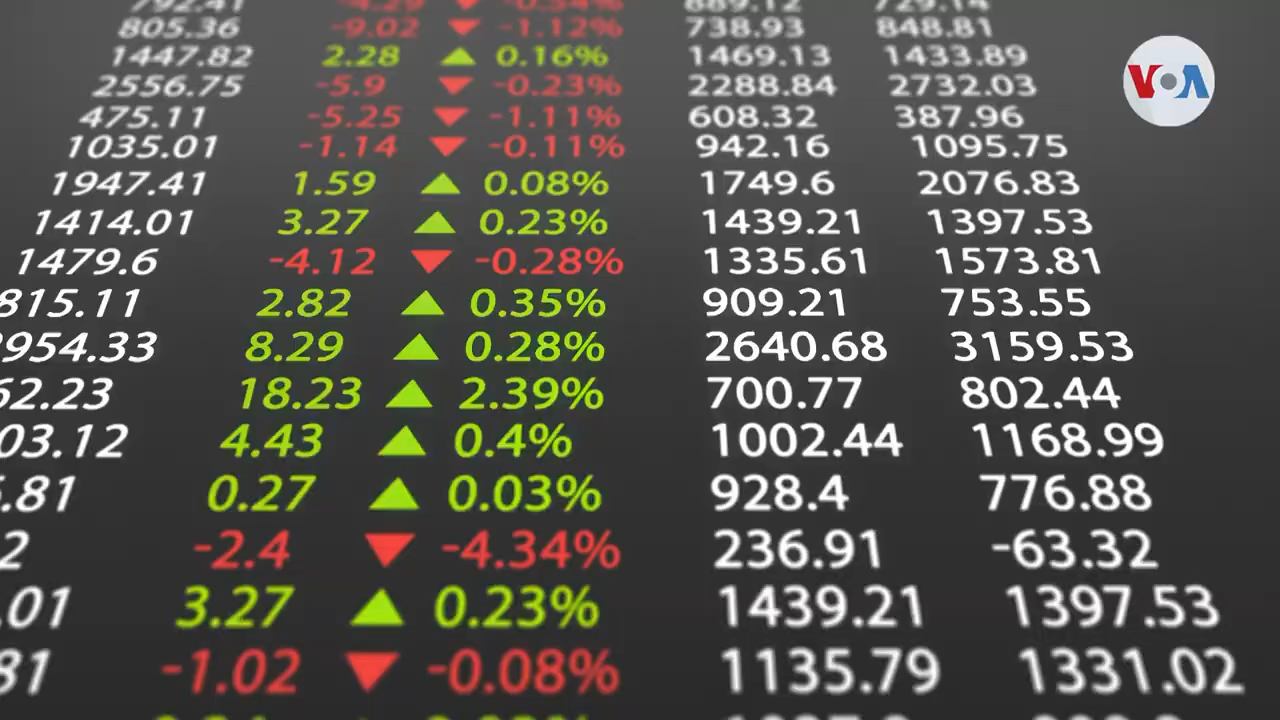 805.36 -9.02 -1.12% 738.93 848.81
1447.82 2.28 0.16% 1469.13 1433.89
2556.75 -5.9 -0.23% 2288.84 2732.03
475.11 -5.25 -1.11% 608.32 387.96
1035.01 -1.14 -0.11% 942.16 1095.75
1947.41 1.59 0.08% 1749.6 2076.83
1414.01 3.27 0.23% 1439.21 1397.53
1479.6 -4.12 -0.28% 1335.61 1573.81
815.11 2.82 0.35% 909.21 753.55
954.33 8.29 0.28% 2640.68 3159.53
62.23 18.23 2.39% 700.77 802.44
03.12 4.43 0.4% 1002.44 1168.99
.81 0.27 0.03% 928.4 776.88
2 -2.4 -4.34% 236.91 -63.32
.01 3.27 0.23% 1439.21 1397.53
81 -1.02 -0.08% 1135.79 1331.02
VOA